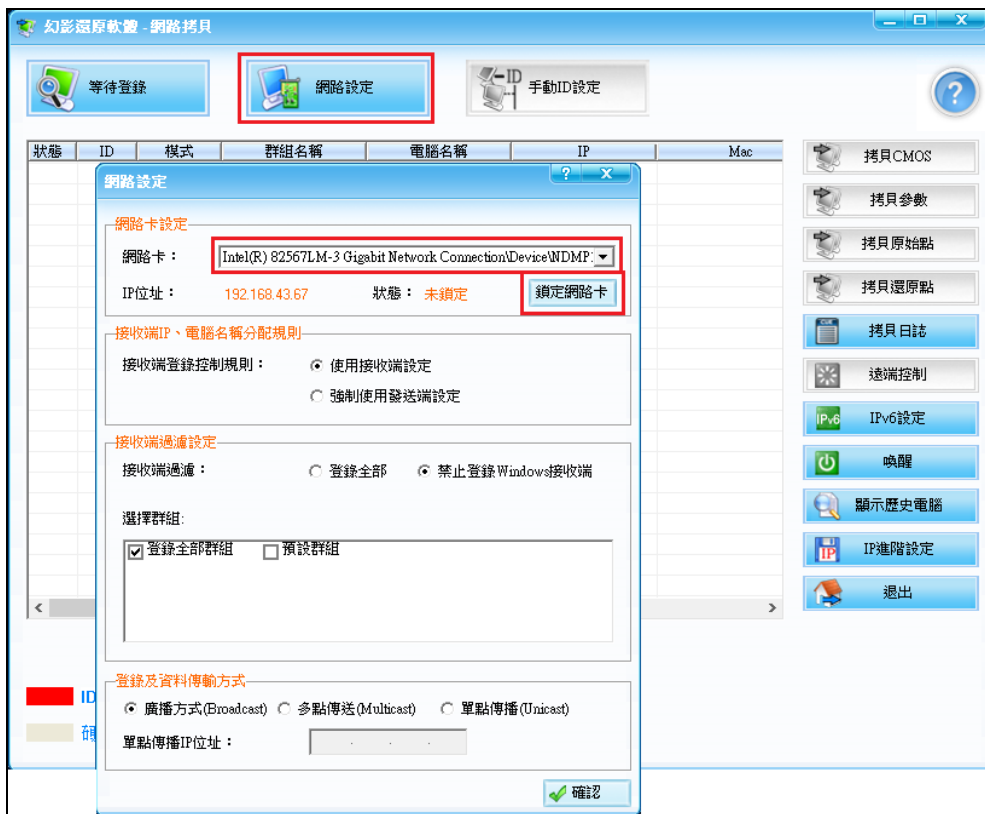 幻影還原軟體 - 網路拷貝
等待登錄
網路設定
ID
手動ID設定
狀態 ID 模式 群組名稱 電腦名稱 IP Mac
拷貝CMOS
拷貝參數
拷貝原始點
拷貝還原點
拷貝日誌
遠端控制
IPv6
IPv6設定
喚醒
顯示歷史電腦
IP
IP進階設定
退出
網路設定
網路卡設定
網路卡：
Intel(R) 82567LM-3 Gigabit Network Connection\Device\NDMP:
IP位址： 192.168.43.67 狀態： 未鎖定 鎖定網路卡
接收端IP、電腦名稱分配規則
接收端登錄控制規則： 使用接收端設定
強制使用發送端設定
接收端過濾設定
接收端過濾： 登錄全部 禁止登錄Windows接收端
選擇群組:
登錄全部群組 預設群組
登錄及資料傳輸方式
廣播方式(Broadcast) 多點傳送(Multicast) 單點傳播(Unicast)
單點傳播IP位址： . . .
確認
ID